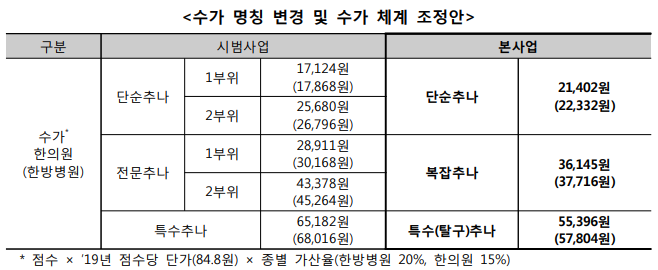 <수가 명칭 변경 및 수가 체계 조정안>
구분 시범사업 본사업
수가* 한의원 (한방병원)
단순추나 1부위 17,124원 (17,868원)
2부위 25,680원 (26,796원)
단순추나 21,402원 (22,332원)
전문추나 1부위 28,911원 (30,168원)
2부위 43,378원 (45,264원)
복잡추나 36,145원 (37,716원)
특수추나 65,182원 (68,016원)
특수(탈구)추나 55,396원 (57,804원)
* 점수 × '19년 점수당 단가(84.8원) × 종별 가산율(한방병원 20%, 한의원 15%)